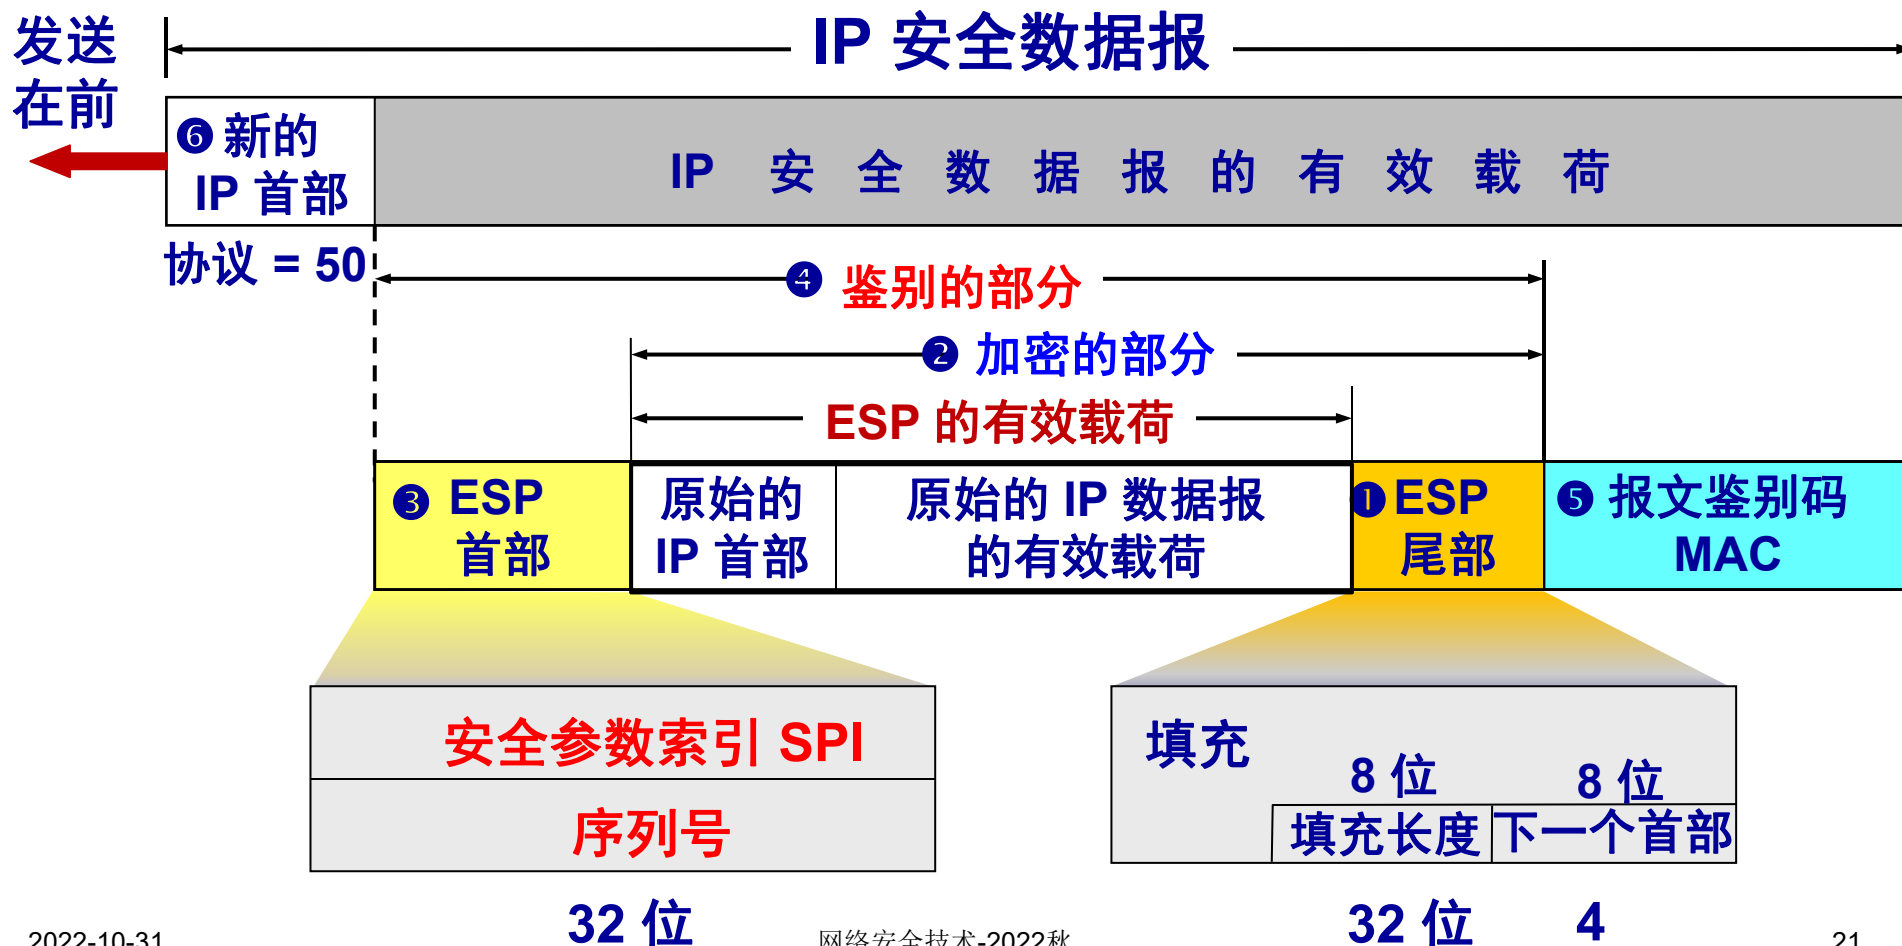 发送
在前
IP 安全数据报
❻ 新的
IP 首部
IP 安全数据报的有效载荷
协议 = 50
❹ 鉴别的部分
❷ 加密的部分
ESP 的有效载荷
❸ ESP
首部
原始的
IP 首部
原始的 IP 数据报
的有效载荷
❶ ESP
尾部
❺ 报文鉴别码
MAC
安全参数索引 SPI
序列号
32 位
填充
8 位
8 位
填充长度
下一个首部
32 位
4
2022-10-31
网络安全技术-2022秋
21